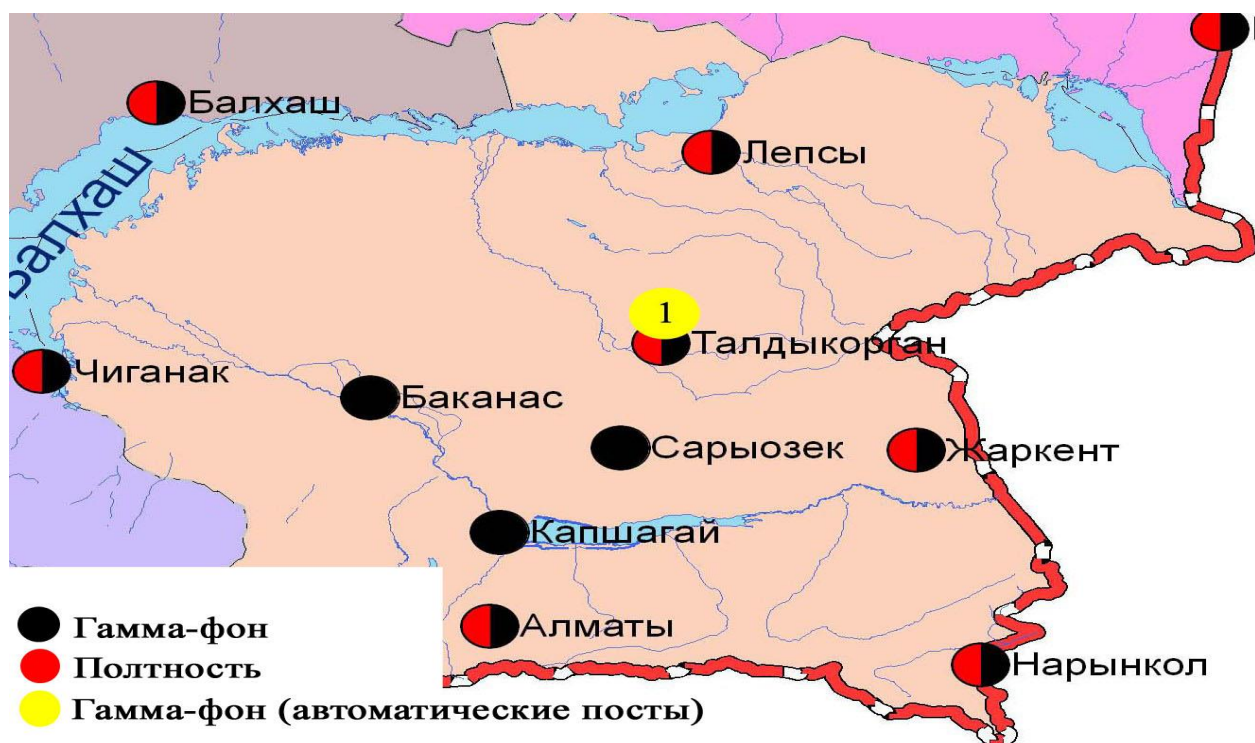 Балхаш
Балхаш
Лепсы
1
Талдыкорган
Чиганак
Баканас
Сарыозек
Жаркент
Капшагай
Алматы
Нарынкол
Гамма-фон
Полтность
Гамма-фон (автоматические посты)